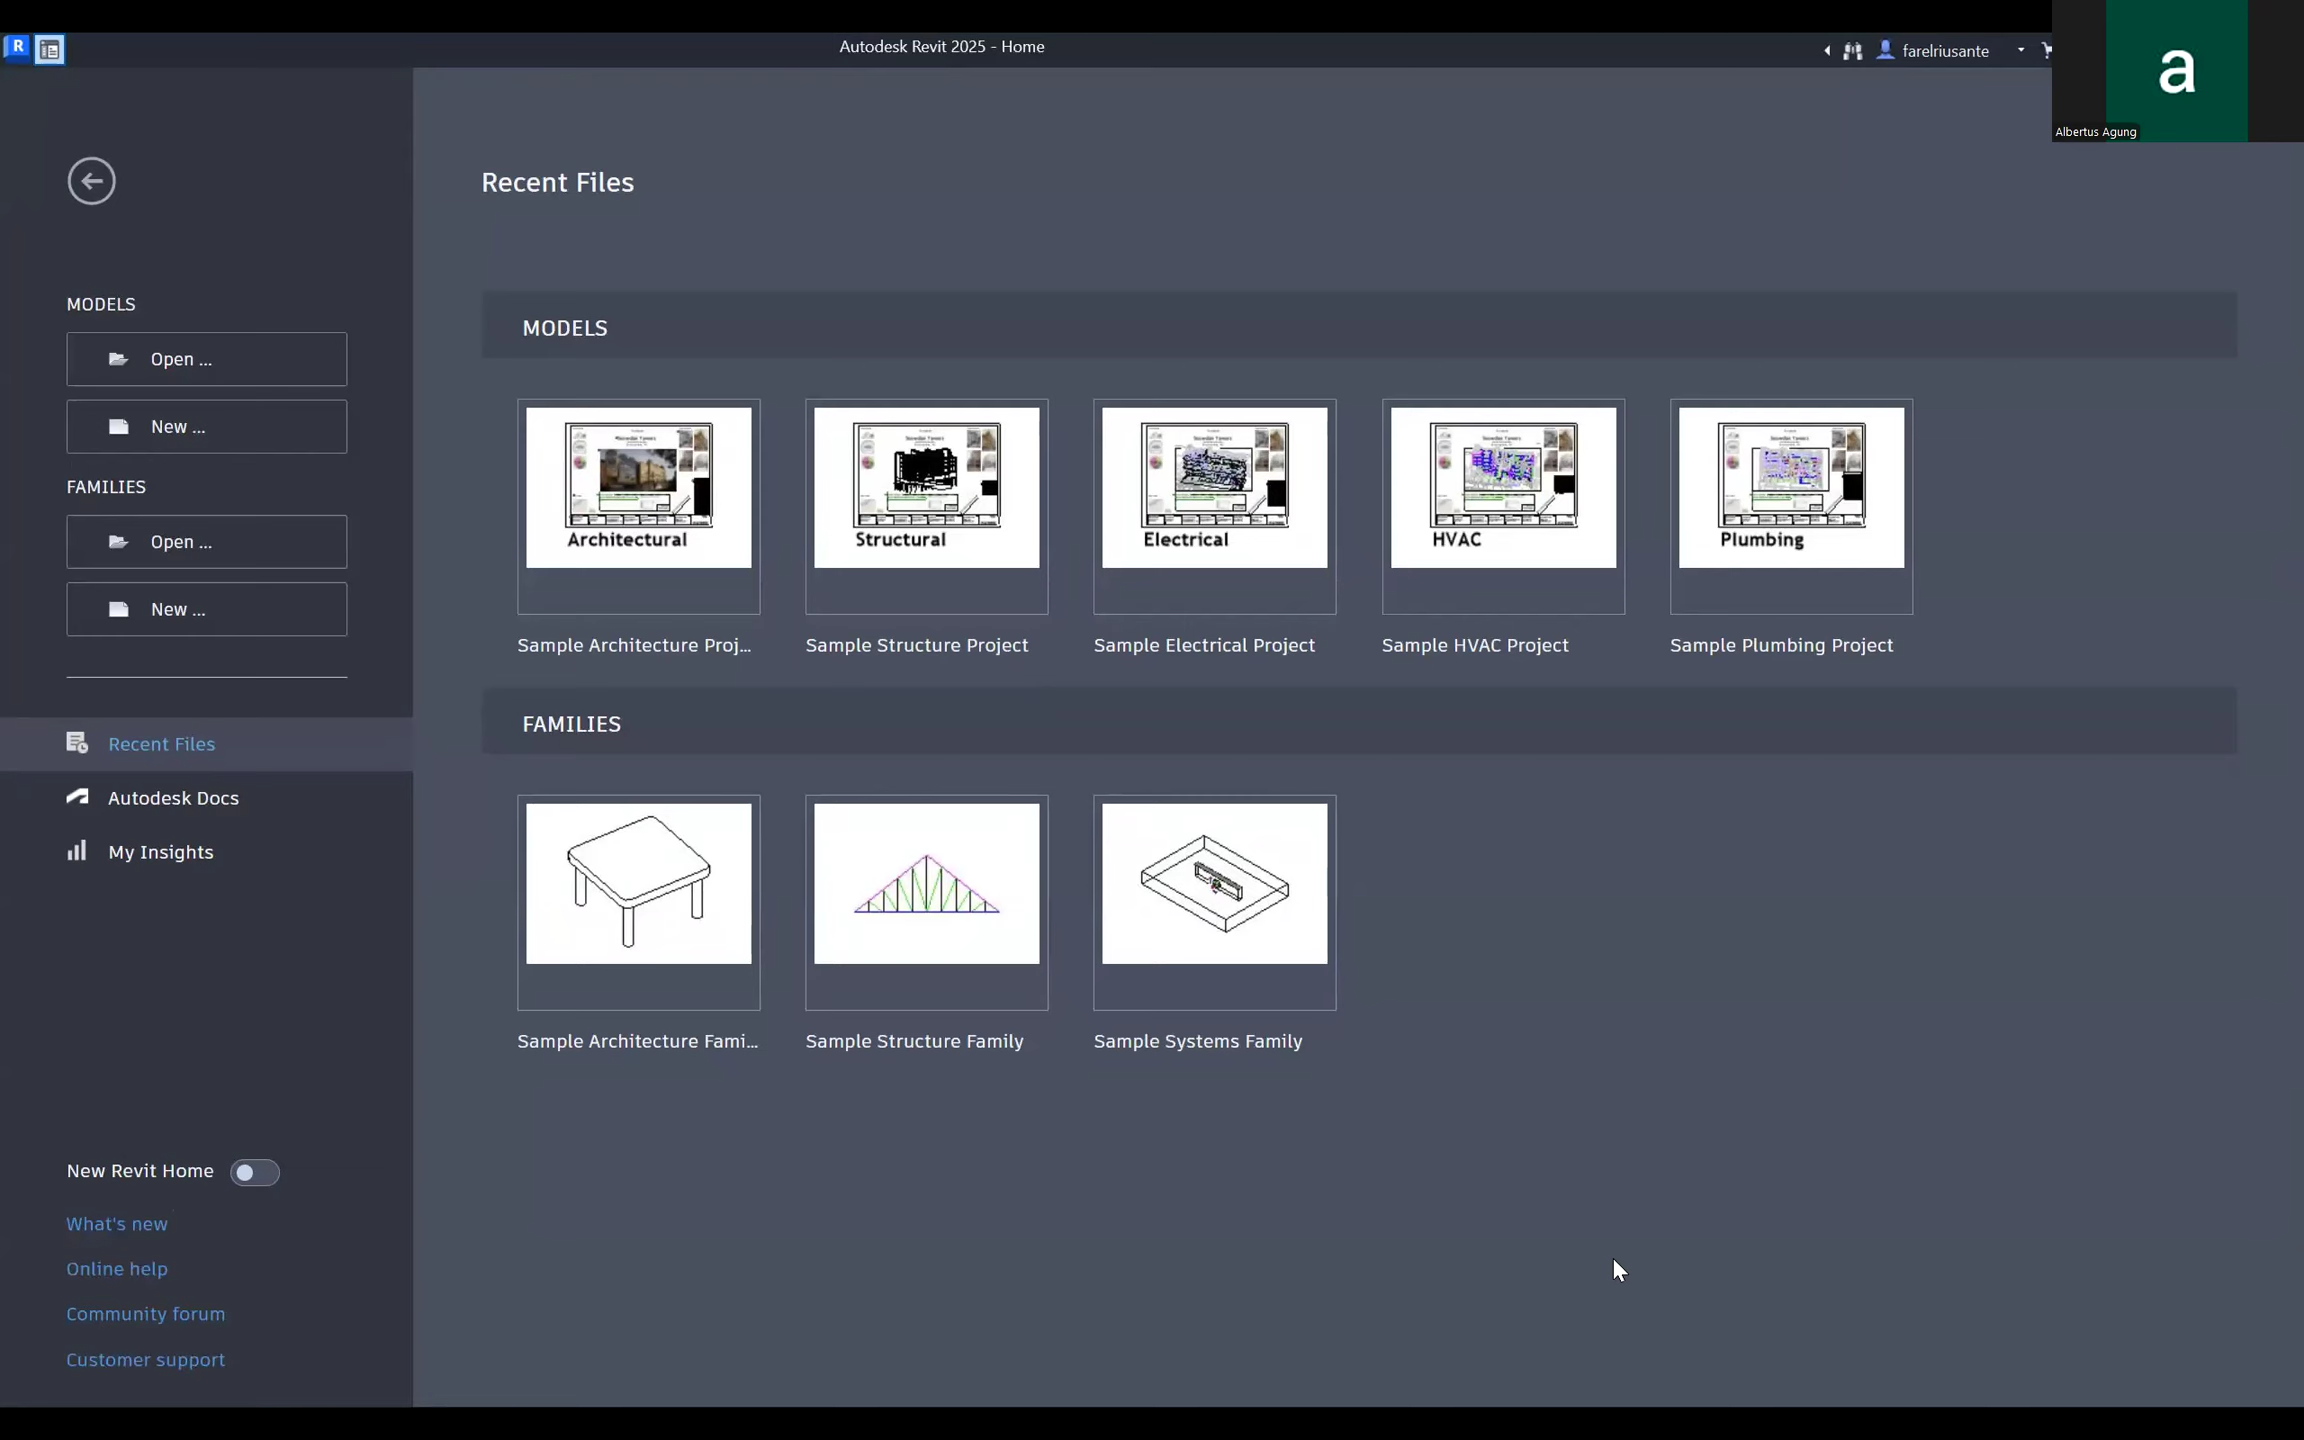 R
Autodesk Revit 2025 - Home
farelriusante
a
Albertus Agung
Recent Files
MODELS
Open ...
New ...
FAMILIES
Open ...
New ...
Recent Files
Autodesk Docs
My Insights
New Revit Home
What's new
Online help
Community forum
Customer support
MODELS
Architectural
Structural
Electrical
HVAC
Plumbing
Sample Architecture Proj...
Sample Structure Project
Sample Electrical Project
Sample HVAC Project
Sample Plumbing Project
FAMILIES
Sample Architecture Fami...
Sample Structure Family
Sample Systems Family